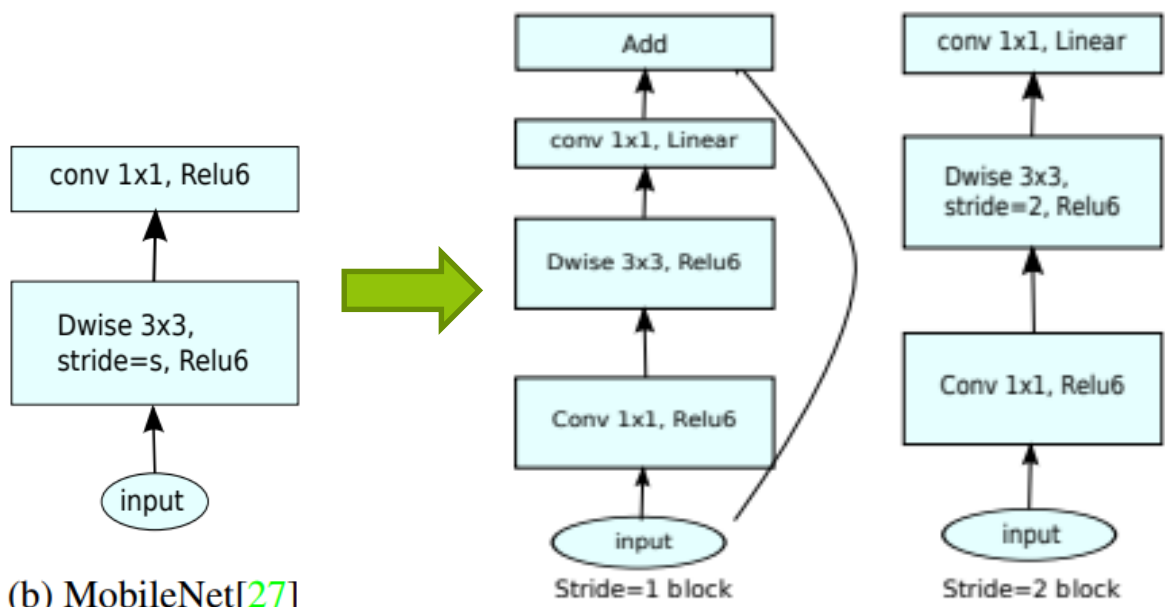 conv 1x1, Relu6
Dwise 3x3,
stride=s, Relu6
input
(b) MobileNet[27]
Add
conv 1x1, Linear
Dwise 3x3, Relu6
Conv 1x1, Relu6
input
Stride=1 block
conv 1x1, Linear
Dwise 3x3,
stride=2, Relu6
Conv 1x1, Relu6
input
Stride=2 block